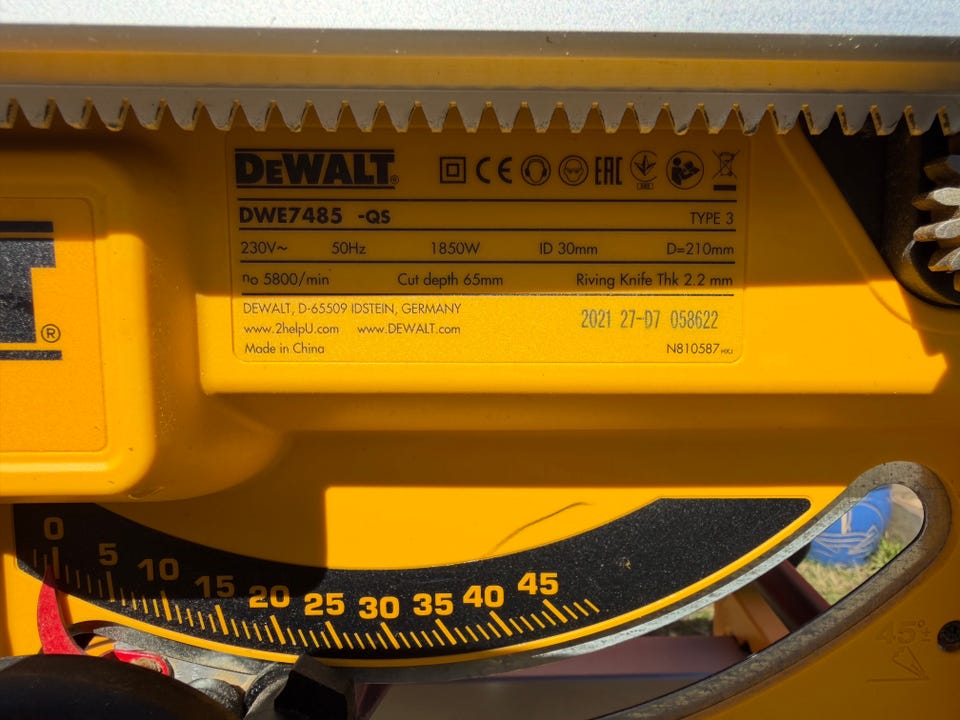 DEWALT®
DWE7485 -QS TYPE 3
230V~ 50Hz 1850W ID 30mm D=210mm
no 5800/min Cut depth 65mm Riving Knife Thk 2.2 mm
DEWALT, D-65509 IDSTEIN, GERMANY
www.2helpU.com www.DEWALT.com
2021 27-D7 058622
Made in China N810587
®
0 5 10 15 20 25 30 35 40 45
45°±